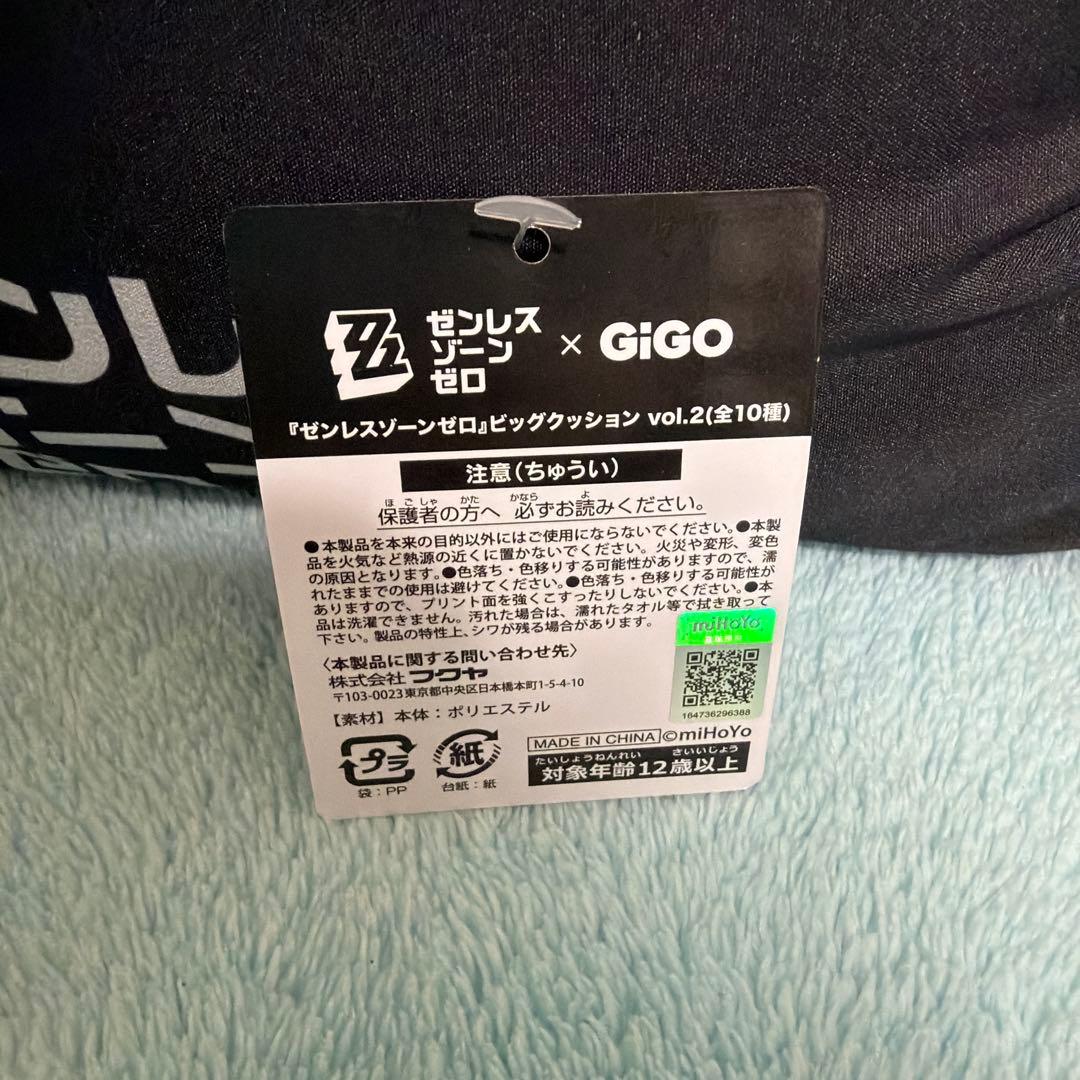 ゼンレス
ゾーン
ゼロ
× GiGO
『ゼンレスゾーンゼロ』ビッグクッション vol.2(全10種)
注意(ちゅうい)
ほごしゃ かた かなら よ
保護者の方へ 必ずお読みください。
●本製品を本来の目的以外にはご使用にならないでください。●本製
品を火気など熱源の近くに置かないでください。火災や変形、変色
の原因となります。●色落ち・色移りする可能性がありますので、濡
れたままでの使用は避けてください。●色落ち・色移りする可能性が
ありますので、プリント面を強くこすったりしないでください。●本
品は洗濯できません。汚れた場合は、濡れたタオル等で拭き取って
下さい。製品の特性上、シワが残る場合があります。
miHoYo
〈本製品に関する問い合わせ先〉
株式会社 フクヤ
〒103-0023 東京都中央区日本橋本町1-5-4-10
164736296388
【素材】本体：ポリエステル
プラ
袋：PP
紙
台紙：紙
MADE IN CHINA ©miHoYo
たいしょうねんれい さいいじょう
対象年齢12歳以上